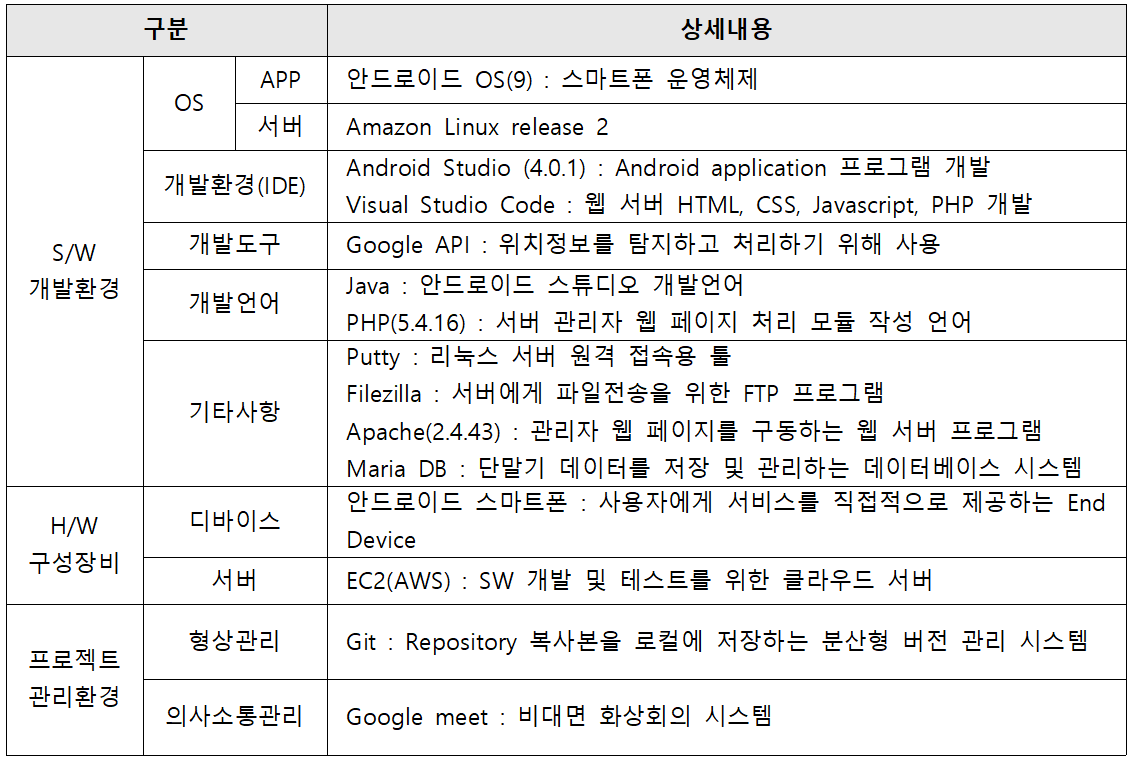 구분
상세내용
S/W
개발환경
OS
APP
안드로이드 OS(9) : 스마트폰 운영체제
서버
Amazon Linux release 2
개발환경(IDE)
Android Studio (4.0.1) : Android application 프로그램 개발
Visual Studio Code : 웹 서버 HTML, CSS, Javascript, PHP 개발
개발도구
Google API : 위치정보를 탐지하고 처리하기 위해 사용
개발언어
Java : 안드로이드 스튜디오 개발언어
PHP(5.4.16) : 서버 관리자 웹 페이지 처리 모듈 작성 언어
기타사항
Putty : 리눅스 서버 원격 접속용 툴
Filezilla : 서버에게 파일전송을 위한 FTP 프로그램
Apache(2.4.43) : 관리자 웹 페이지를 구동하는 웹 서버 프로그램
Maria DB : 단말기 데이터를 저장 및 관리하는 데이터베이스 시스템
H/W
구성장비
디바이스
안드로이드 스마트폰 : 사용자에게 서비스를 직접적으로 제공하는 End
Device
서버
EC2(AWS) : SW 개발 및 테스트를 위한 클라우드 서버
프로젝트
관리환경
형상관리
Git : Repository 복사본을 로컬에 저장하는 분산형 버전 관리 시스템
의사소통관리
Google meet : 비대면 화상회의 시스템